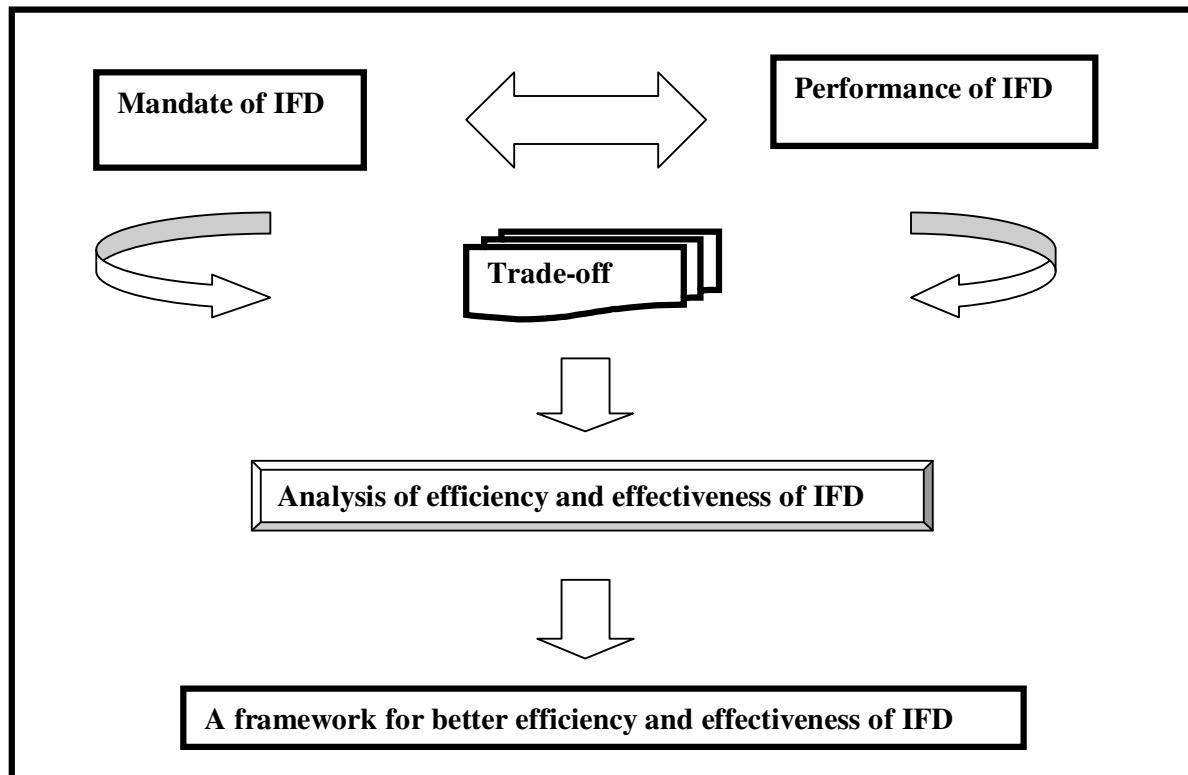 Mandate of IFD
Performance of IFD
Trade-off
Analysis of efficiency and effectiveness of IFD
A framework for better efficiency and effectiveness of IFD